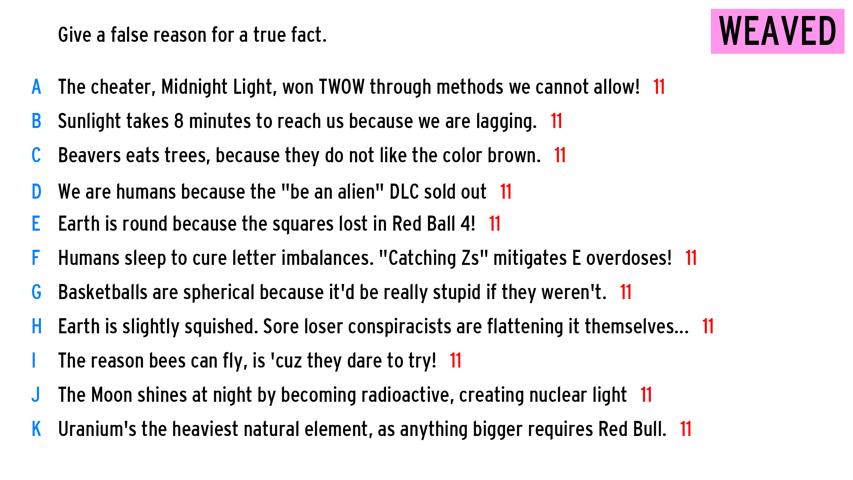 Give a false reason for a true fact.
WEAVED
A The cheater, Midnight Light, won TWOW through methods we cannot allow! 11
B Sunlight takes 8 minutes to reach us because we are lagging. 11
C Beavers eats trees, because they do not like the color brown. 11
D We are humans because the "be an alien" DLC sold out 11
E Earth is round because the squares lost in Red Ball 4! 11
F Humans sleep to cure letter imbalances. "Catching Zs" mitigates E overdoses! 11
G Basketballs are spherical because it'd be really stupid if they weren't. 11
H Earth is slightly squished. Sore loser conspiracists are flattening it themselves... 11
I The reason bees can fly, is 'cuz they dare to try! 11
J The Moon shines at night by becoming radioactive, creating nuclear light 11
K Uranium's the heaviest natural element, as anything bigger requires Red Bull. 11